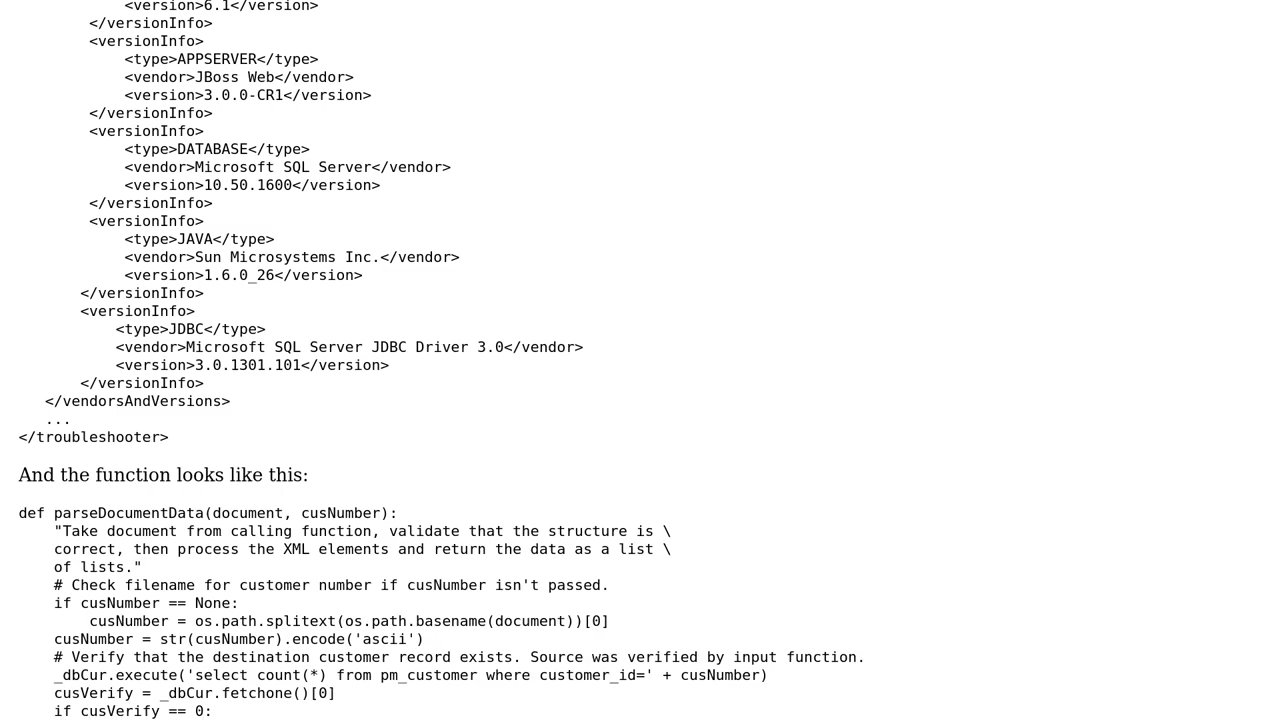 <version>6.1</version>
        </versionInfo>
        <versionInfo>
            <type>APPSERVER</type>
            <vendor>JBoss Web</vendor>
            <version>3.0.0-CR1</version>
        </versionInfo>
        <versionInfo>
            <type>DATABASE</type>
            <vendor>Microsoft SQL Server</vendor>
            <version>10.50.1600</version>
        </versionInfo>
        <versionInfo>
            <type>JAVA</type>
            <vendor>Sun Microsystems Inc.</vendor>
            <version>1.6.0_26</version>
       </versionInfo>
       <versionInfo>
           <type>JDBC</type>
           <vendor>Microsoft SQL Server JDBC Driver 3.0</vendor>
           <version>3.0.1301.101</version>
       </versionInfo>
   </vendorsAndVersions>
   ...
</troubleshooter>
And the function looks like this:
def parseDocumentData(document, cusNumber):
    "Take document from calling function, validate that the structure is \
    correct, then process the XML elements and return the data as a list \
    of lists."
    # Check filename for customer number if cusNumber isn't passed.
    if cusNumber == None:
        cusNumber = os.path.splitext(os.path.basename(document))[0]
    cusNumber = str(cusNumber).encode('ascii')
    # Verify that the destination customer record exists. Source was verified by input function.
    _dbCur.execute('select count(*) from pm_customer where customer_id=' + cusNumber)
    cusVerify = _dbCur.fetchone()[0]
    if cusVerify == 0: